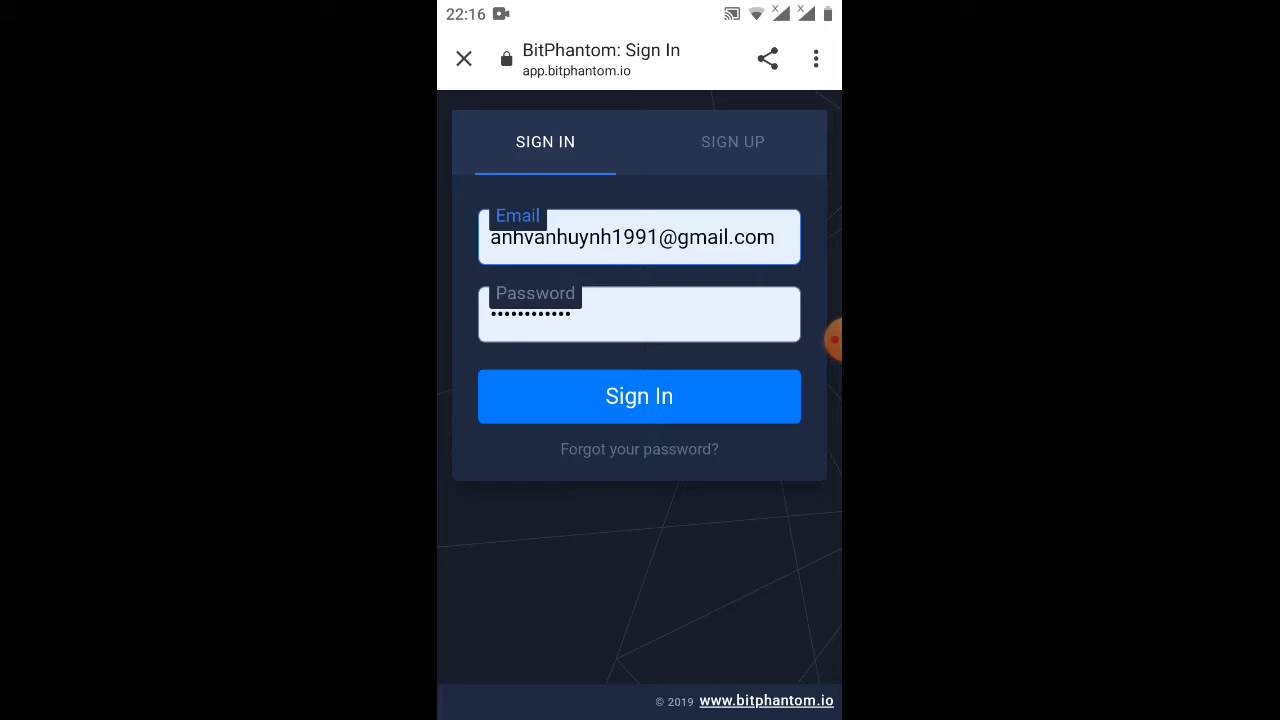 22:16
BitPhantom: Sign In
app.bitphantom.io
SIGN IN SIGN UP
Email
anhvanhuynh1991@gmail.com
Password
••••••••••••
Sign In
Forgot your password?
© 2019 www.bitphantom.io